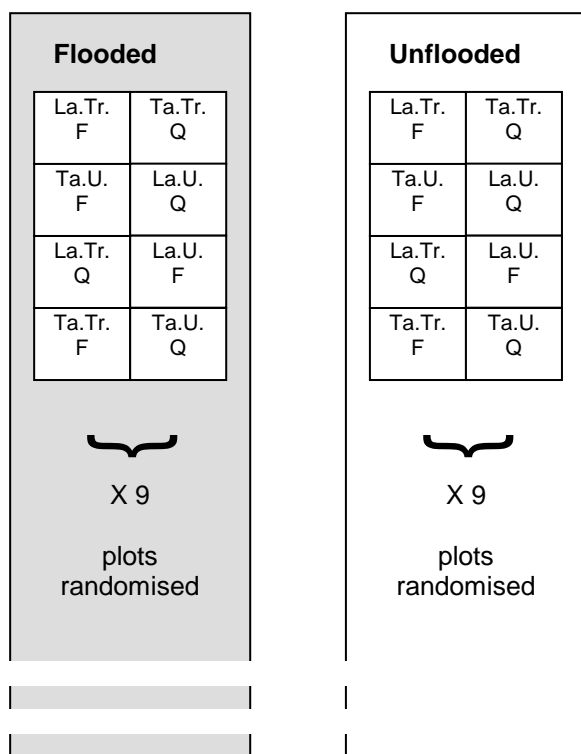 Flooded
La.Tr. Ta.Tr.
F Q
Ta.U. La.U.
F Q
La.Tr. La.U.
Q F
Ta.Tr. Ta.U.
F Q
X 9
plots
randomised
Unflooded
La.Tr. Ta.Tr.
F Q
Ta.U. La.U.
F Q
La.Tr. La.U.
Q F
Ta.Tr. Ta.U.
F Q
X 9
plots
randomised